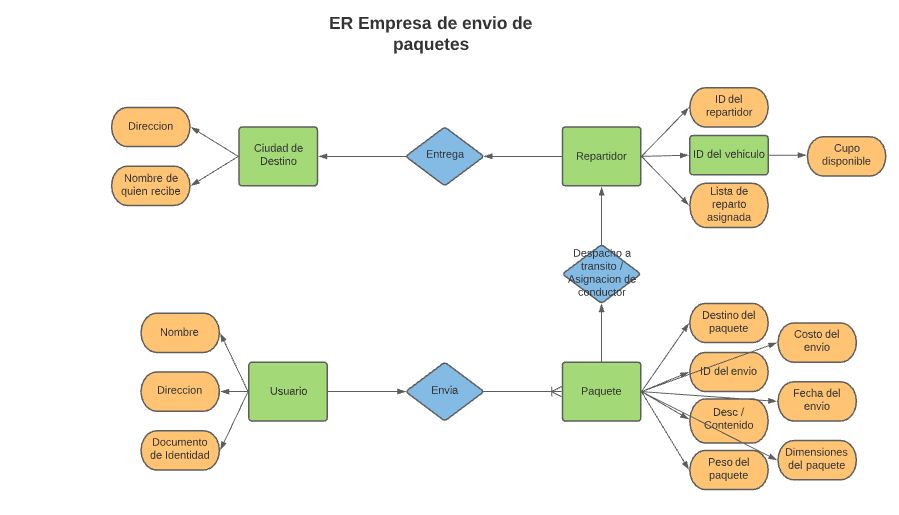 ER Empresa de envio de
paquetes
Direccion
Nombre de
quien recibe
Ciudad de
Destino
Entrega
Repartidor
ID del
repartidor
ID del vehiculo
Cupo
disponible
Lista de
reparto
asignada
Despacho a
transito /
Asignacion de
conductor
Nombre
Direccion
Documento
de Identidad
Usuario
Envia
Paquete
Destino del
paquete
Costo del
envio
ID del envio
Fecha del
envio
Desc /
Contenido
Dimensiones
del paquete
Peso del
paquete